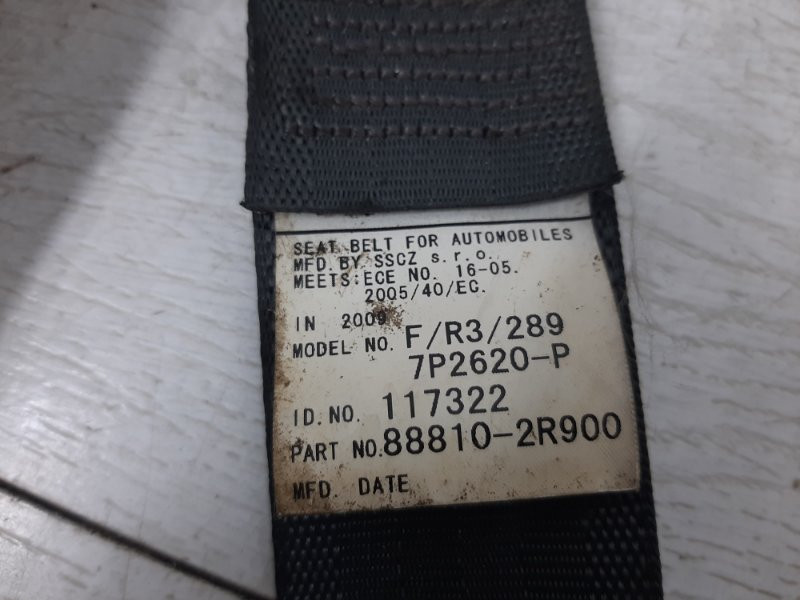 SEAT BELT FOR AUTOMOBILES
MFD. BY. SSCZ s. r. o.
MEETS:ECE NO. 16-05.
2005/40/EC.
IN 2009
MODEL NO. F/R3/289
7P2620-P
ID. NO. 117322
PART NO.88810-2R900
MFD. DATE